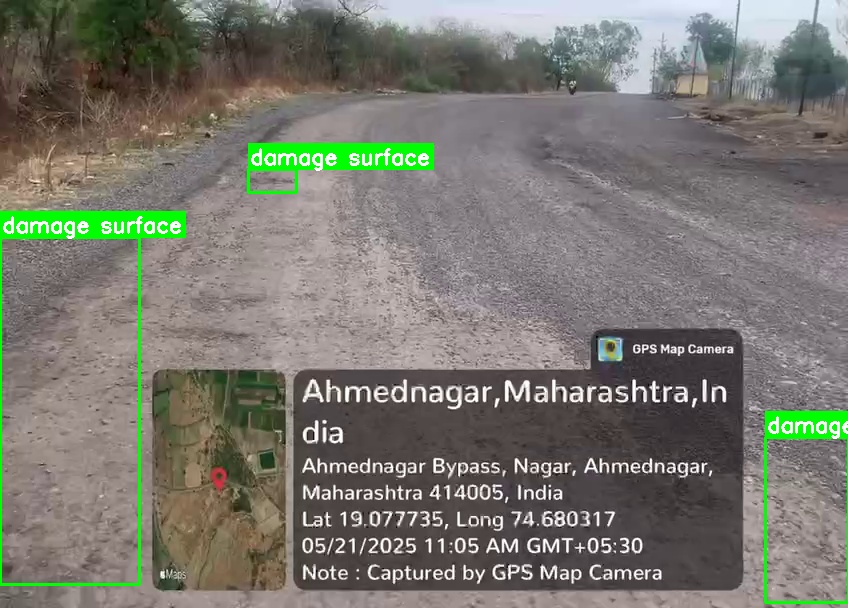 damage surface
damage surface
GPS Map Camera
Ahmednagar,Maharashtra,In
dia
Ahmednagar Bypass, Nagar, Ahmednagar,
Maharashtra 414005, India
Lat 19.077735, Long 74.680317
05/21/2025 11:05 AM GMT+05:30
Note : Captured by GPS Map Camera
Maps
damage